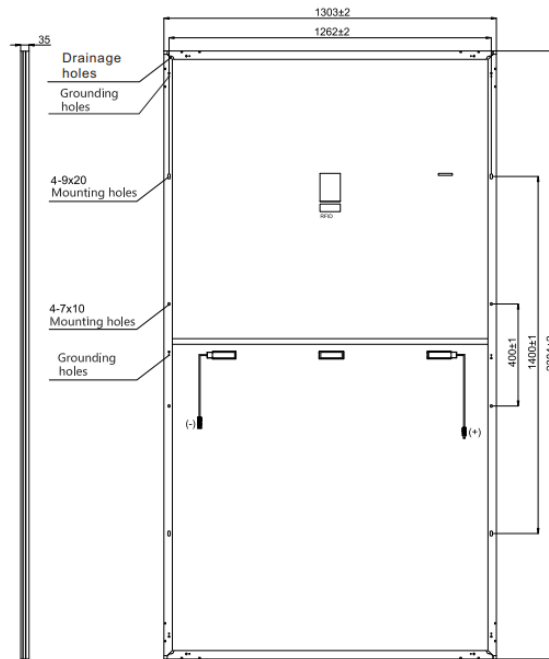 1303±2
1262±2
35
Drainage
holes
Grounding
holes
4-9x20
Mounting holes
RFID
4-7x10
Mounting holes
Grounding
holes
400±1
1400±1
(-)
(+)